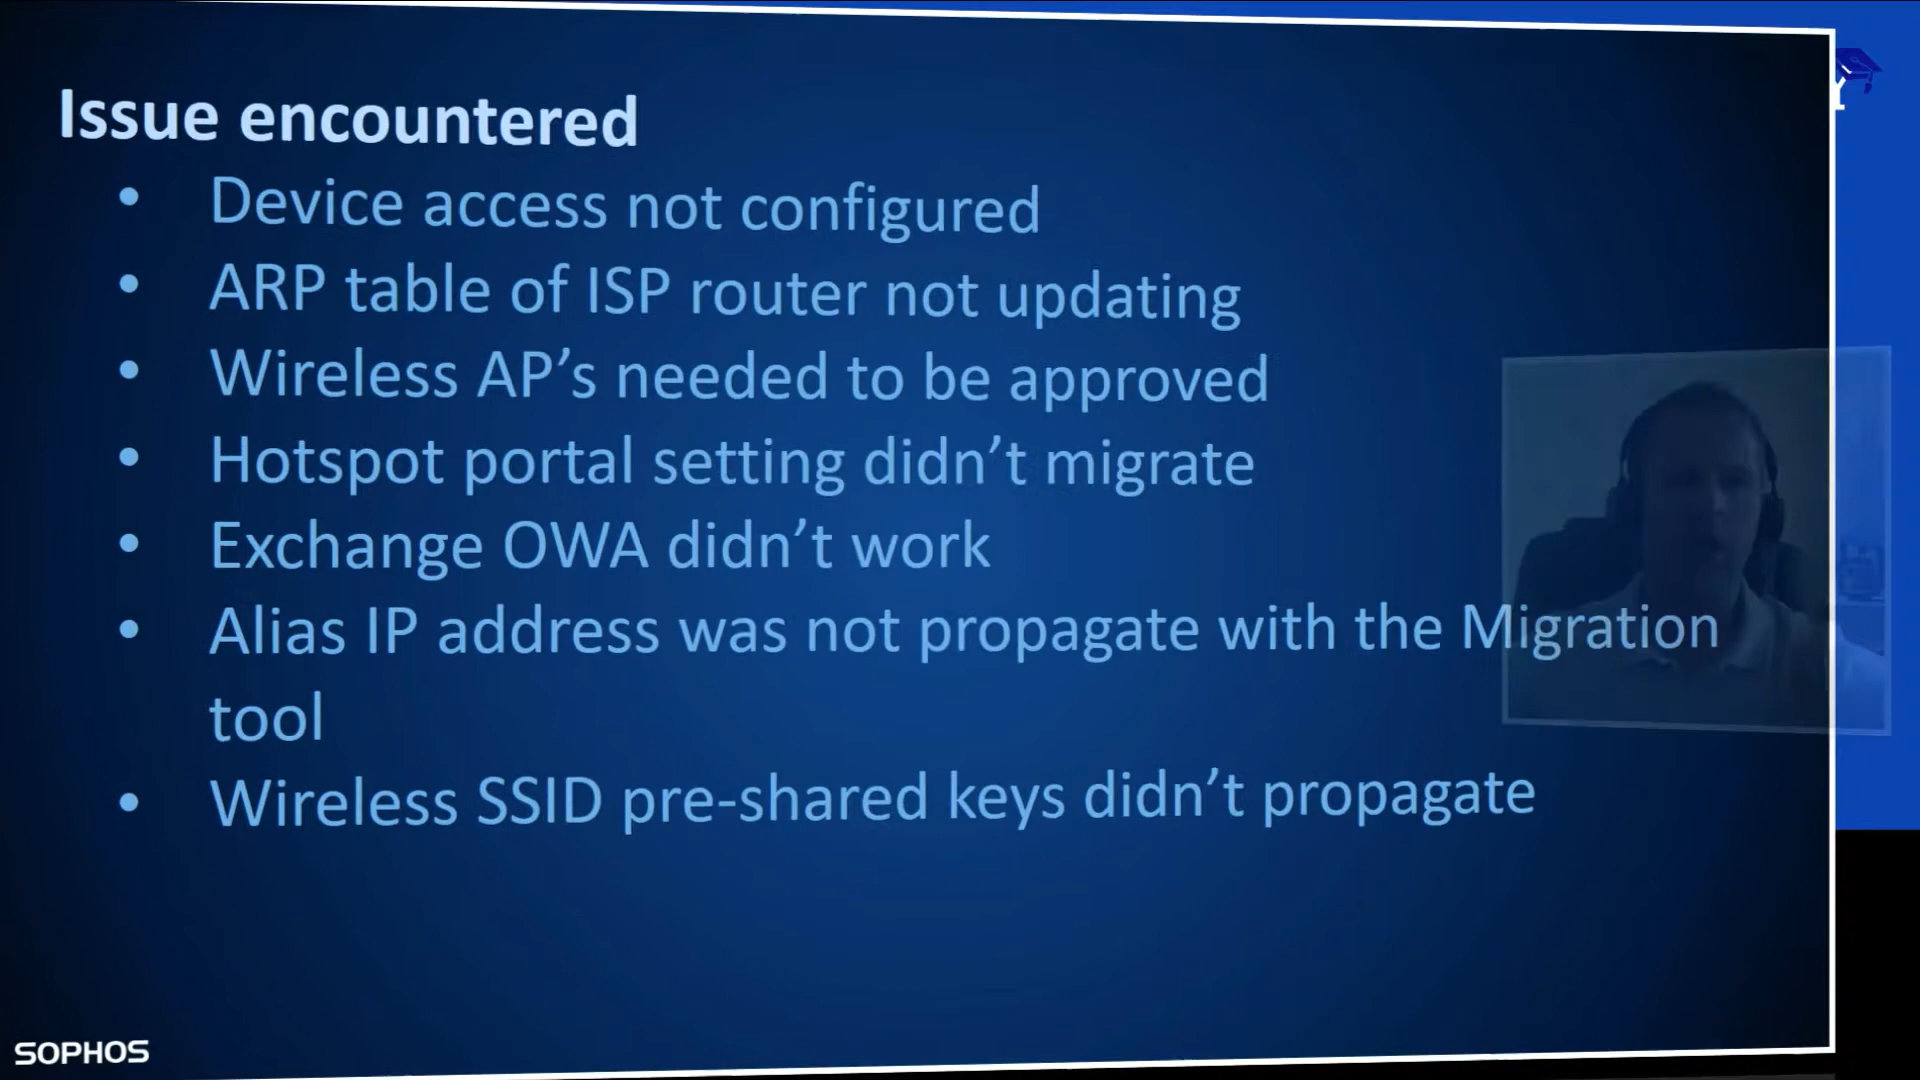 Issue encountered
• Device access not configured
• ARP table of ISP router not updating
• Wireless AP’s needed to be approved
• Hotspot portal setting didn’t migrate
• Exchange OWA didn’t work
• Alias IP address was not propagate with the Migration
tool
• Wireless SSID pre-shared keys didn’t propagate
SOPHOS